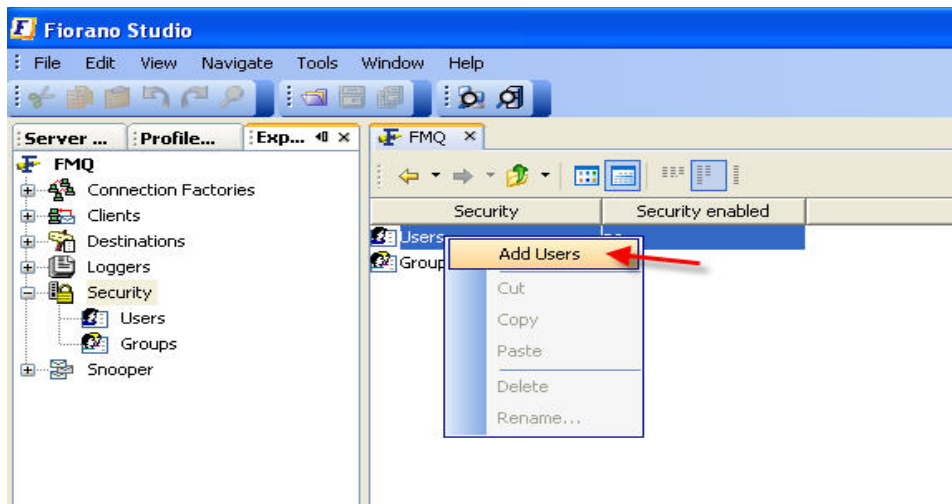 Fiorano Studio
File Edit View Navigate Tools Window Help
Server ... Profile... Exp...
FMQ
FMQ
Connection Factories
Clients
Destinations
Loggers
Security
Users
Groups
Snooper
Security Security enabled
Users
Group
Add Users
Cut
Copy
Paste
Delete
Rename...